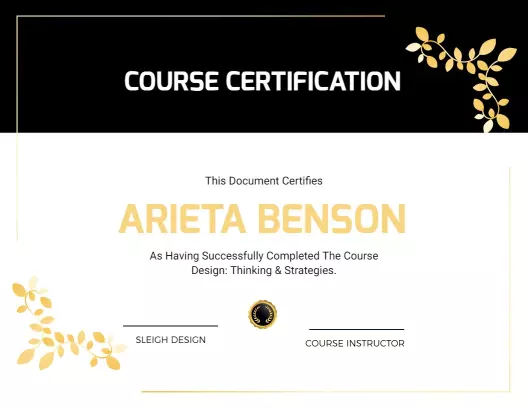 COURSE CERTIFICATION
This Document Certifies
ARIETA BENSON
As Having Successfully Completed The Course
Design: Thinking & Strategies.
SLEIGH DESIGN
COURSE INSTRUCTOR